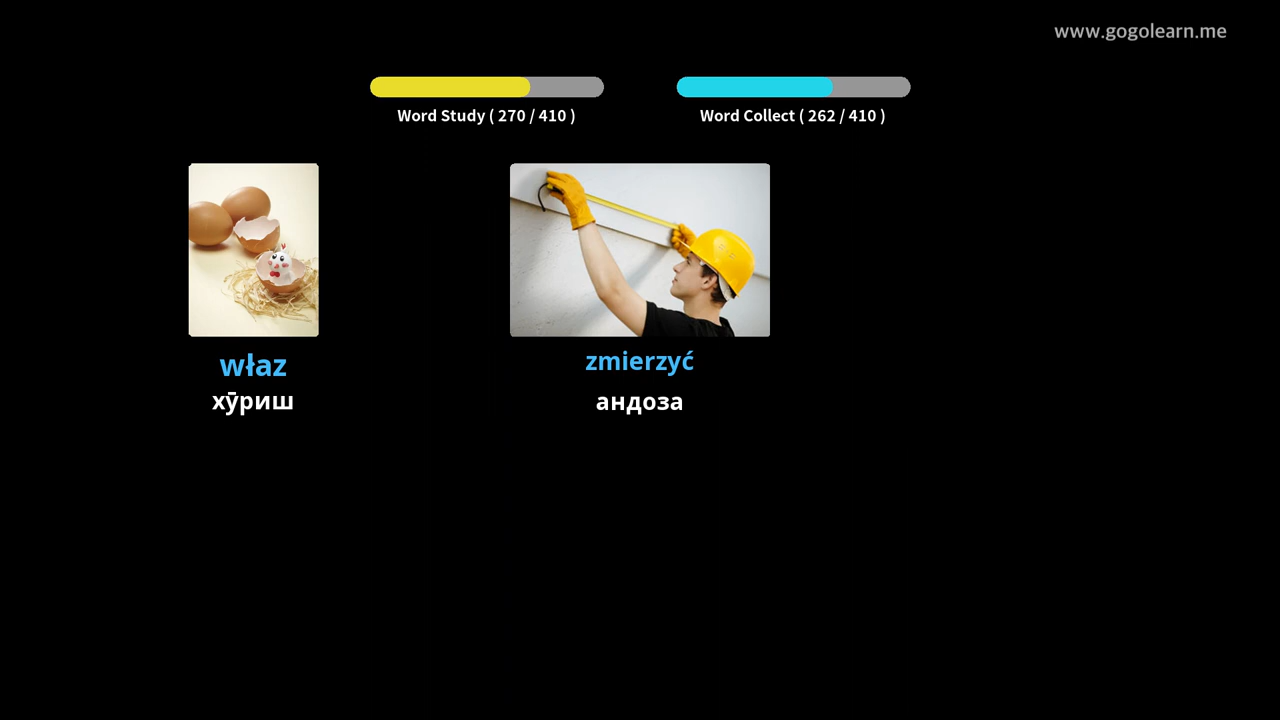 www.gogolearn.me
Word Study ( 270 / 410 )
Word Collect ( 262 / 410 )
właz
хӯриш
zmierzyć
андоза